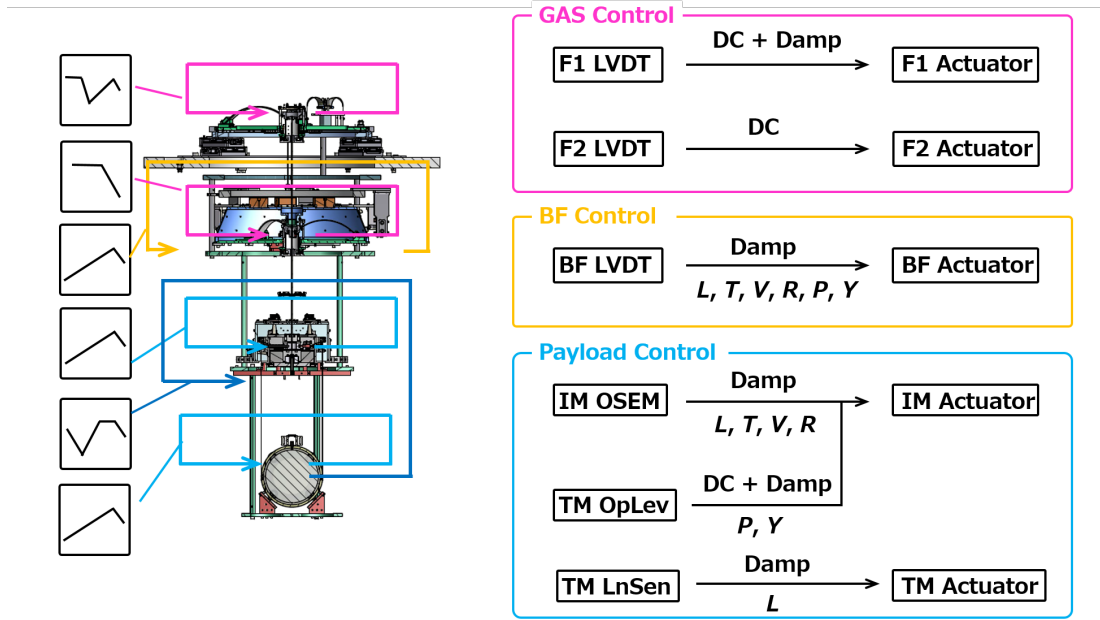 GAS Control
DC + Damp
F1 LVDT
F1 Actuator
DC
F2 LVDT
F2 Actuator
BF Control
Damp
BF LVDT
BF Actuator
L, T, V, R, P, Y
Payload Control
Damp
IM OSEM
IM Actuator
L, T, V, R
DC + Damp
TM OpLev
P, Y
Damp
TM LnSen
TM Actuator
L